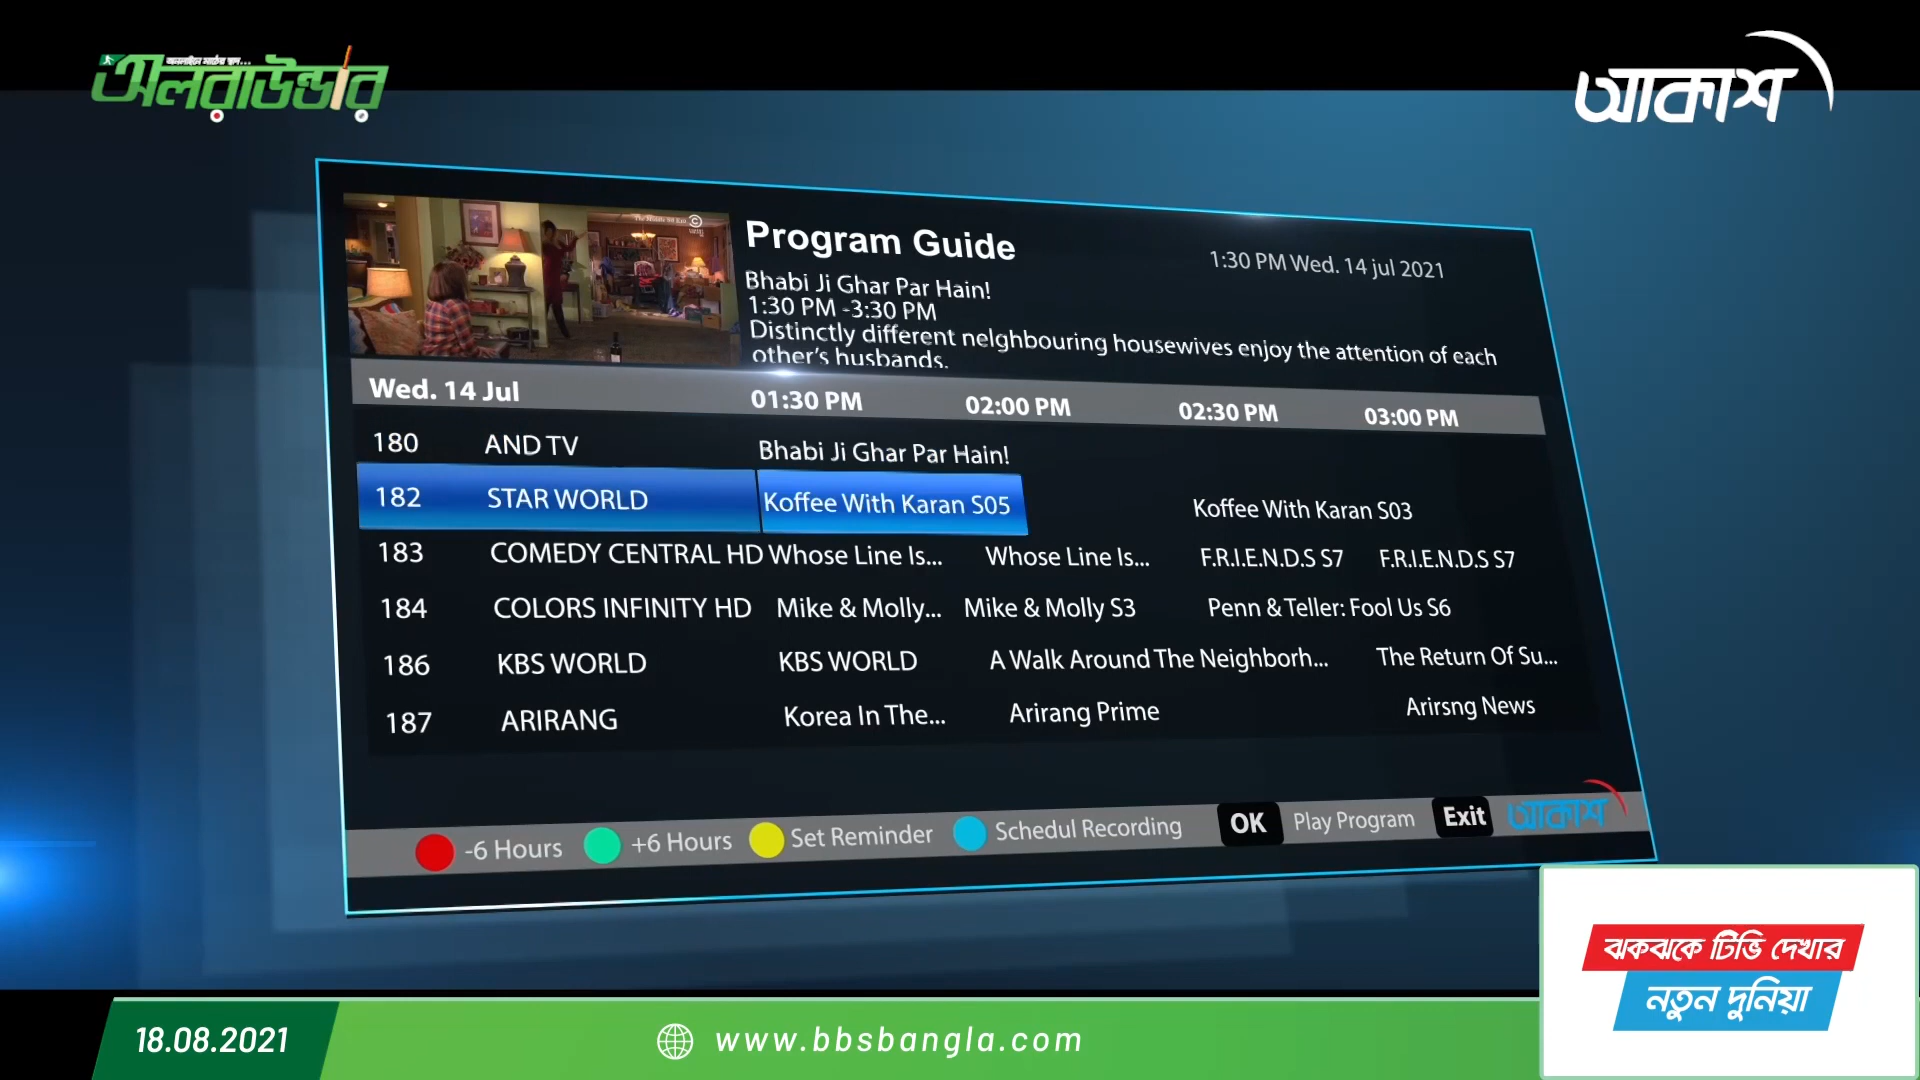 অনলাইনে মাঠের স্বাদ...
অলরাউন্ডার
আকাশ
Program Guide
1:30 PM Wed. 14 jul 2021
Bhabi Ji Ghar Par Hain!
1:30 PM -3:30 PM
Distinctly different nelghbouring housewives enjoy the attention of each
other's husbands.
Wed. 14 Jul 01:30 PM 02:00 PM 02:30 PM 03:00 PM
180 AND TV Bhabi Ji Ghar Par Hain!
182 STAR WORLD Koffee With Karan S05 Koffee With Karan S03
183 COMEDY CENTRAL HD Whose Line Is... Whose Line Is... F.R.I.E.N.D.S S7 F.R.I.E.N.D.S S7
184 COLORS INFINITY HD Mike & Molly... Mike & Molly S3 Penn & Teller: Fool Us S6
186 KBS WORLD KBS WORLD A Walk Around The Neighborh... The Return Of Su...
187 ARIRANG Korea In The... Arirang Prime Arirsng News
-6 Hours +6 Hours Set Reminder Schedul Recording OK Play Program Exit আকাশ
ঝকঝকে টিভি দেখার
নতুন দুনিয়া
18.08.2021 www.bbsbangla.com